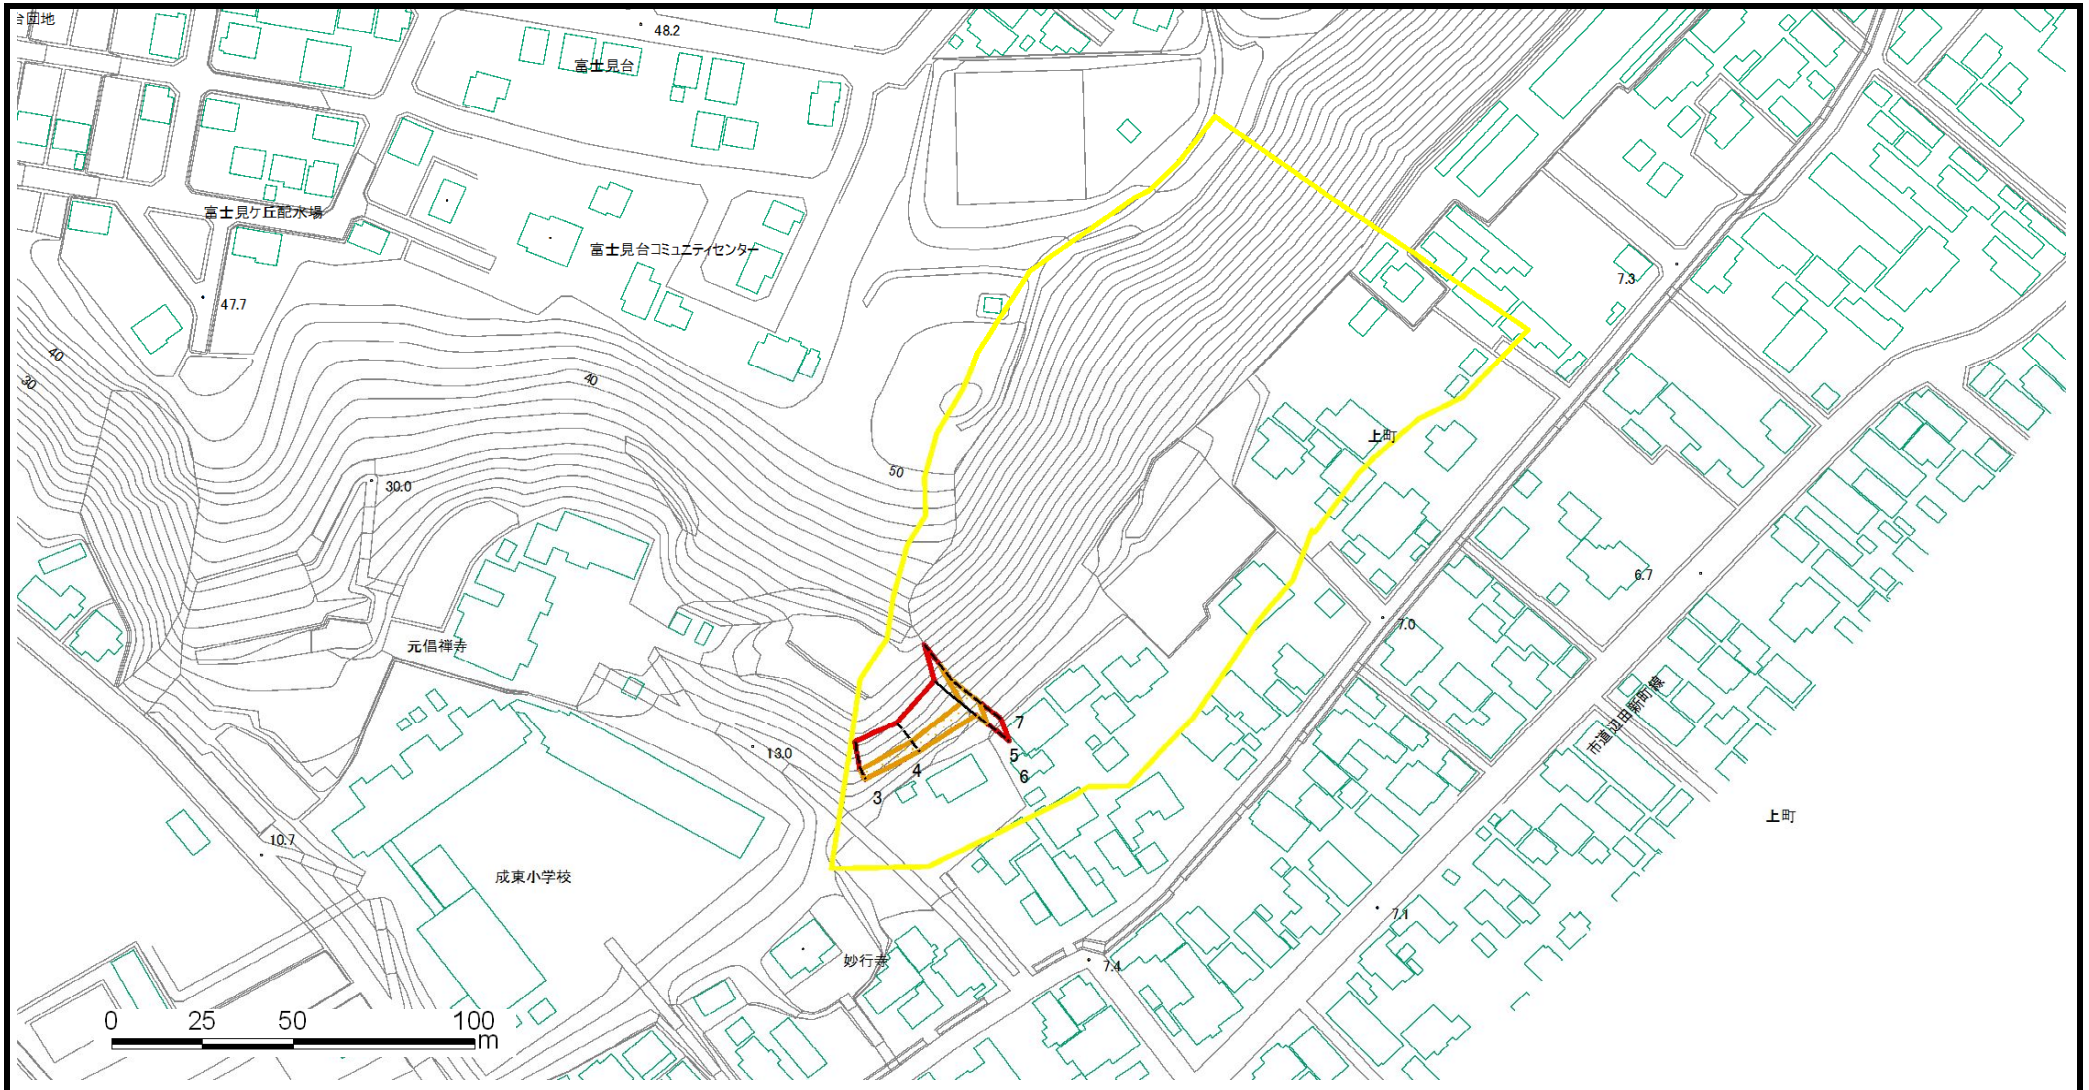 台団地
48.2
富士見台
富士見ケ丘配水場
富士見台コミュニティセンター
7.3
47.7
40
40
30
上町
50
30.0
6.7
7.0
元倡禅寺
市道辺田新町線
7
13.0
5
4
6
3
上町
10.7
成東小学校
7.1
妙行寺
7.4
0 25 50 100
m